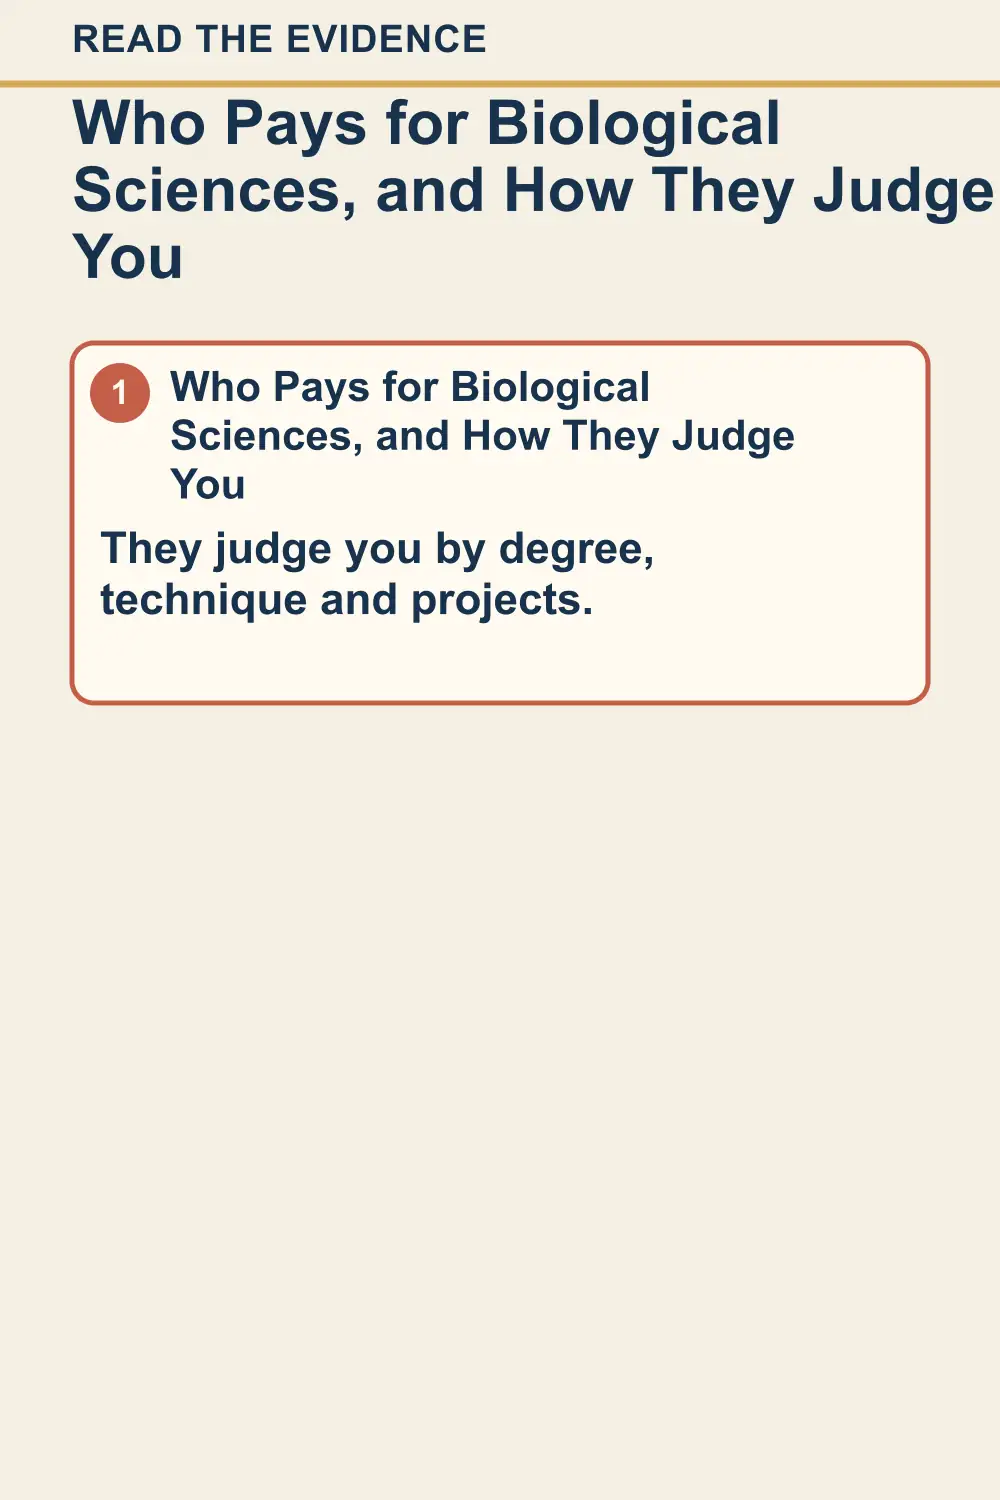 READ THE EVIDENCE
Who Pays for Biological
Sciences, and How They Judge
You
1
Who Pays for Biological
Sciences, and How They Judge
You
They judge you by degree,
technique and projects.